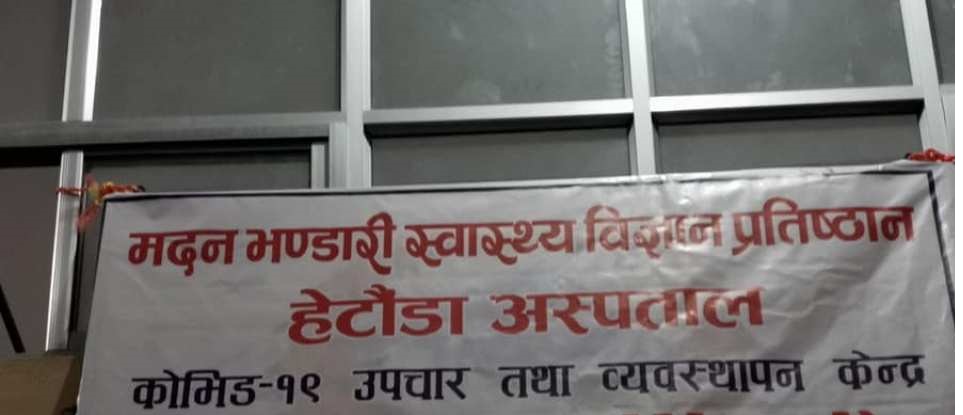 मदन भण्डारी स्वास्थ्य विज्ञान प्रतिष्ठान
हेटौंडा अस्पताल
कोभिड-१९ उपचार तथा व्यवस्थापन केन्द्र